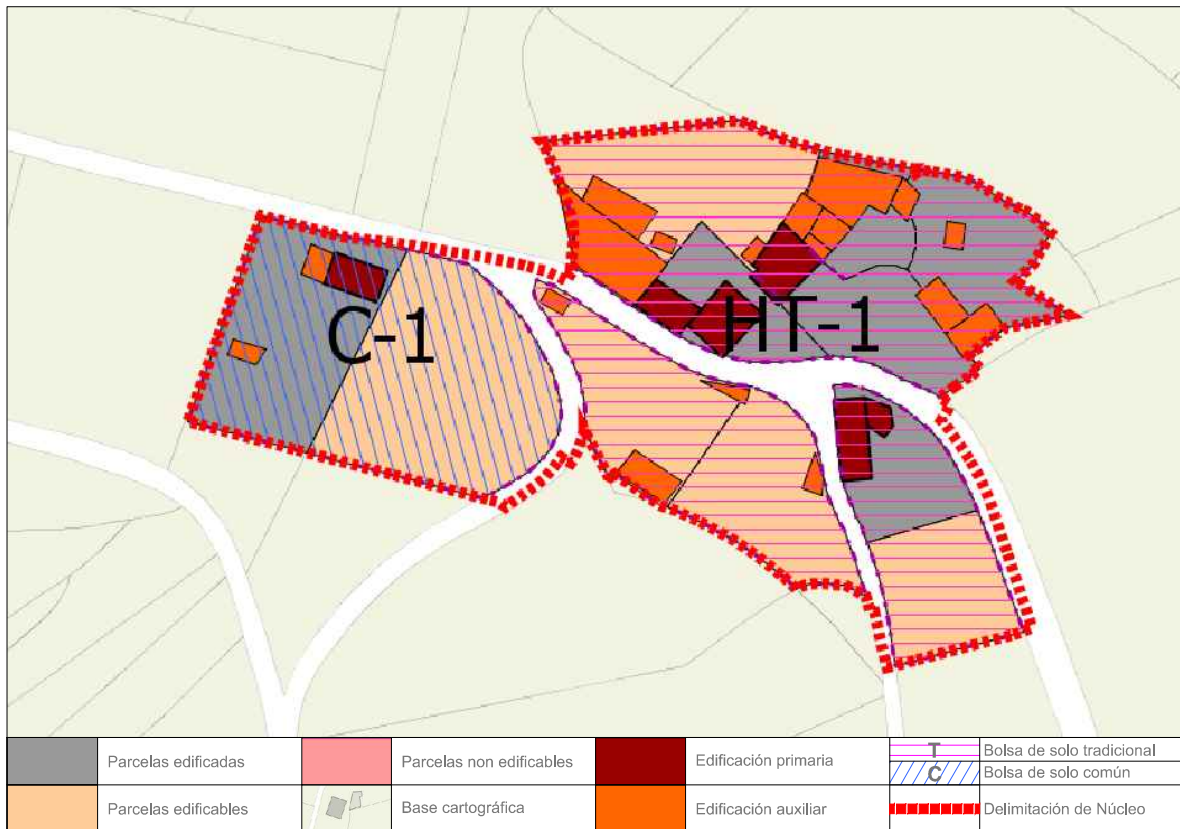 HT-1
C-1
Parcelas edificadas
Parcelas non edificables
Edificación primaria
T
Bolsa de solo tradicional
C
Bolsa de solo común
Parcelas edificables
Base cartográfica
Edificación auxiliar
Delimitación de Núcleo